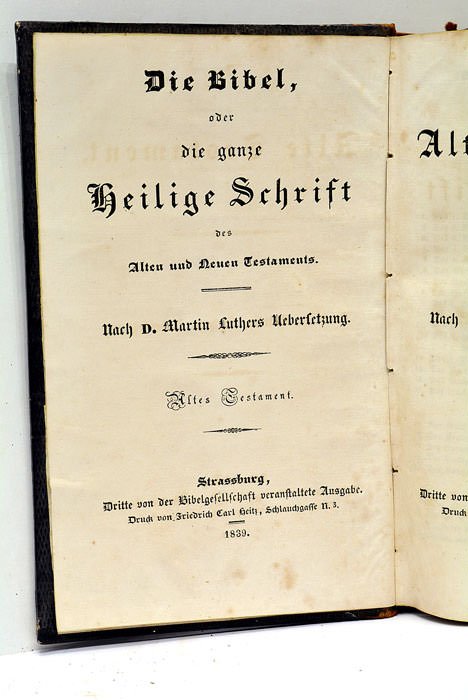 Die Bibel,
oder
die ganze
Heilige Schrift
des
Alten und Neuen Testaments.
Nach D. Martin Luthers Uebersetzung.
Altes Testament.
Strassburg,
Dritte von der Bibelgesellschaft veranstaltete Ausgabe.
Druck von Friedrich Carl Heitz, Schlauchgasse N. 3.
1839.
Alt
Nach
Dritte von
Druck